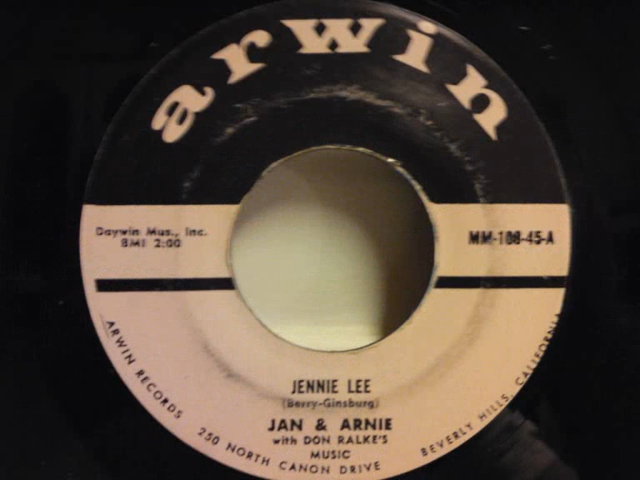 arwin
Daywin Mus., Inc.
BMI 2:00
MM-108-45-A
JENNIE LEE
(Berry-Ginsburg)
JAN & ARNIE
with DON RALKE'S
MUSIC
ARWIN RECORDS
250 NORTH CANON DRIVE
BEVERLY HILLS, CALIFORNIA